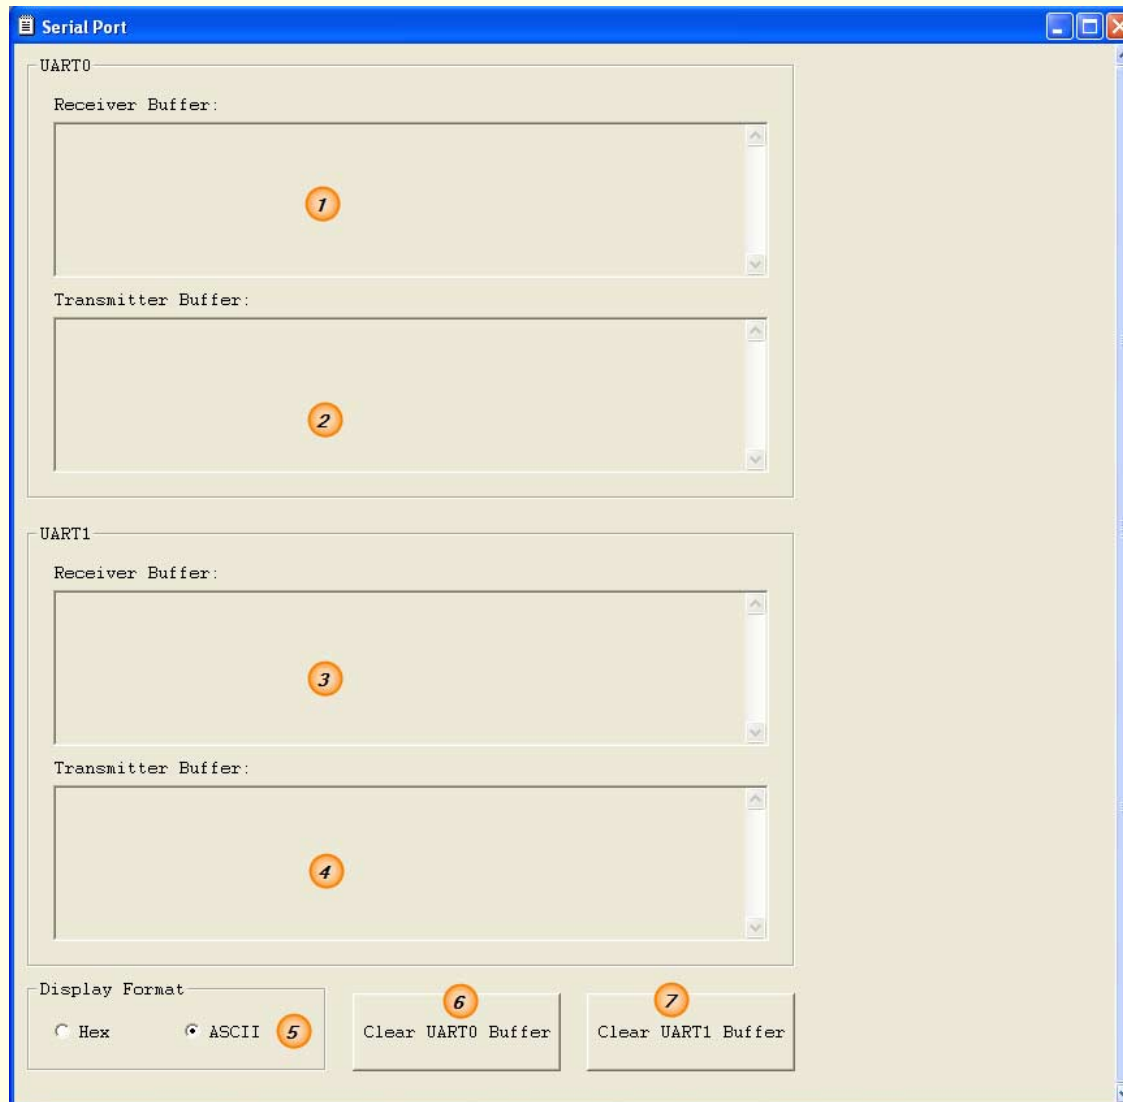 Serial Port
UART0
Receiver Buffer:
1
Transmitter Buffer:
2
UART1
Receiver Buffer:
3
Transmitter Buffer:
4
Display Format
Hex
ASCII
5
6
Clear UART0 Buffer
7
Clear UART1 Buffer